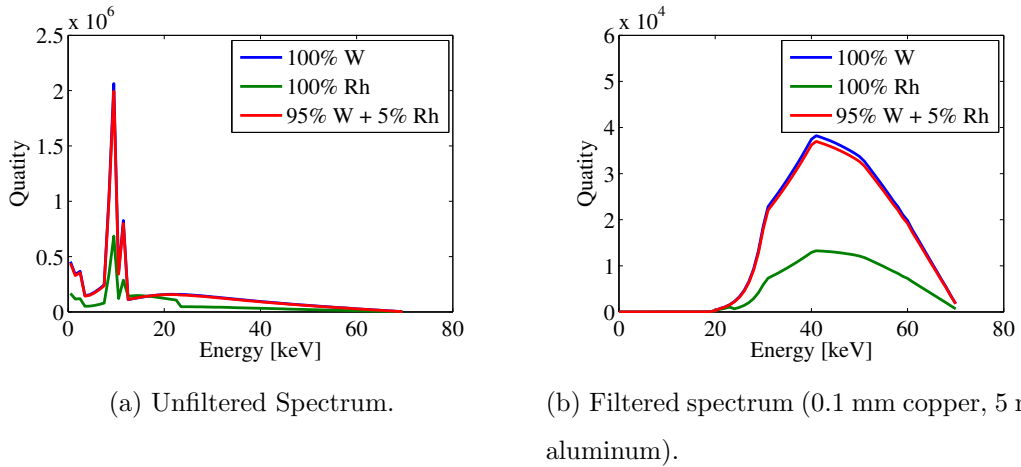 x 10^6
2.5
2
1.5
1
0.5
0
Quatity
100% W
100% Rh
95% W + 5% Rh
0 20 40 60 80
Energy [keV]
(a) Unfiltered Spectrum.
x 10^4
6
5
4
3
2
1
0
Quatity
100% W
100% Rh
95% W + 5% Rh
0 20 40 60 80
Energy [keV]
(b) Filtered spectrum (0.1 mm copper, 5
aluminum).